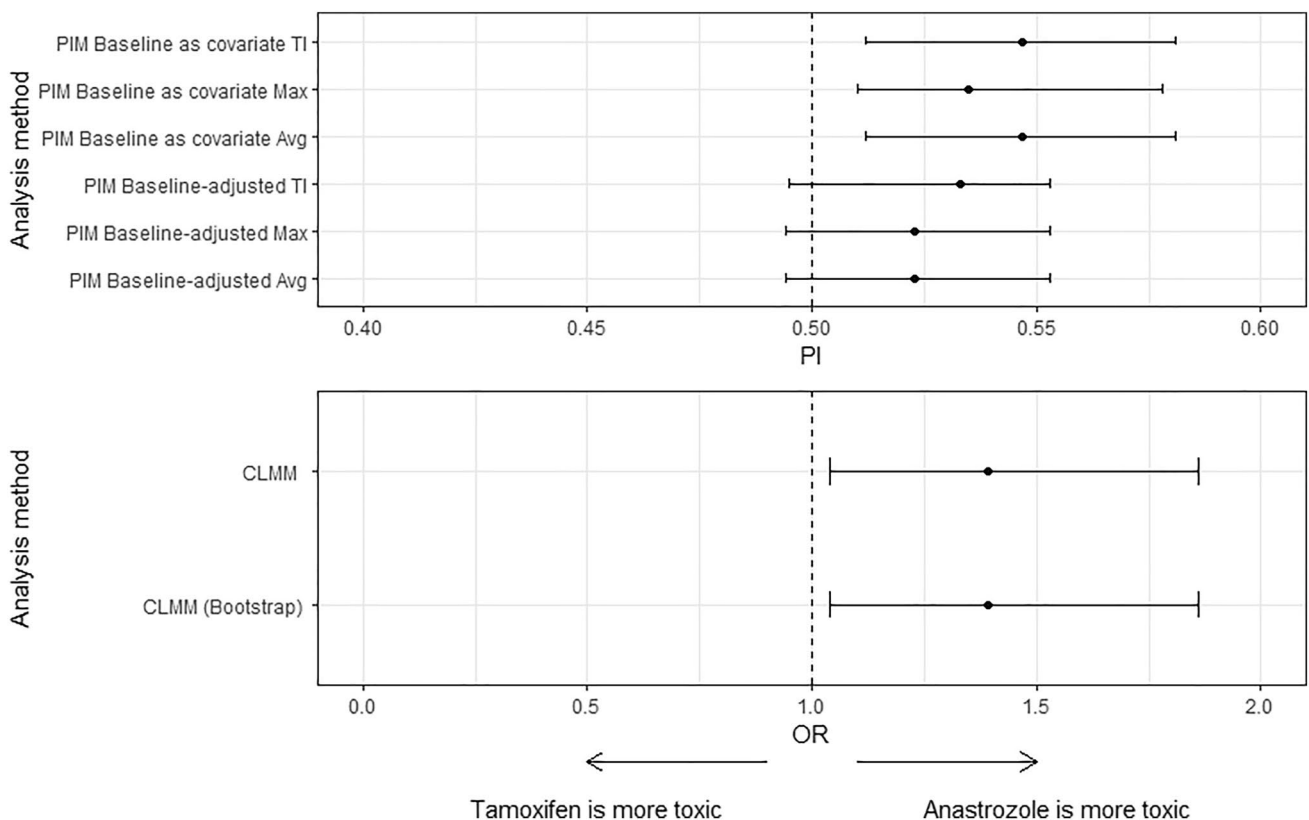 Analysis method
PIM Baseline as covariate TI
PIM Baseline as covariate Max
PIM Baseline as covariate Avg
PIM Baseline-adjusted TI
PIM Baseline-adjusted Max
PIM Baseline-adjusted Avg
0.40 0.45 0.50 0.55 0.60
PI
Analysis method
CLMM
CLMM (Bootstrap)
0.0 0.5 1.0 1.5 2.0
OR
Tamoxifen is more toxic Anastrozole is more toxic